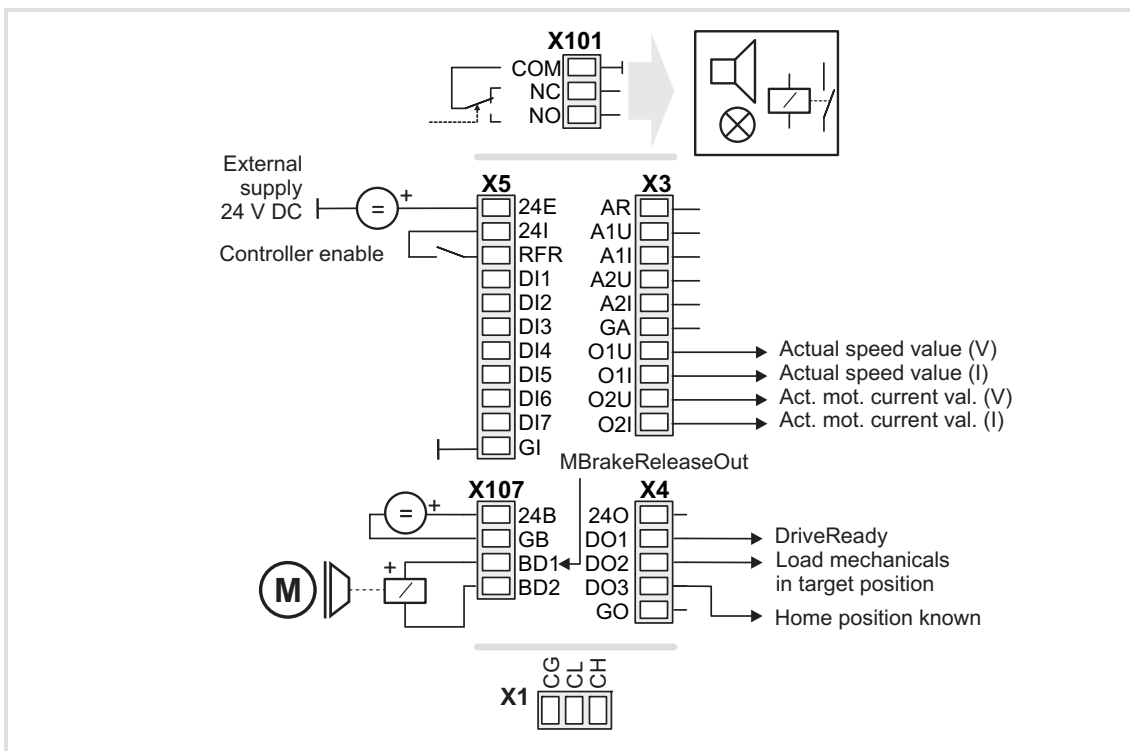 X101
COM
NC
NO
External
supply
24 V DC
=
+
Controller enable
X5
24E
24I
RFR
DI1
DI2
DI3
DI4
DI5
DI6
DI7
GI
X3
AR
A1U
A1I
A2U
A2I
GA
O1U
O1I
O2U
O2I
Actual speed value (V)
Actual speed value (I)
Act. mot. current val. (V)
Act. mot. current val. (I)
MBrakeReleaseOut
X107
=
+
24B
GB
BD1
BD2
M
+
X4
24O
DO1
DO2
DO3
GO
DriveReady
Load mechanicals
in target position
Home position known
X1
CG
CL
CH